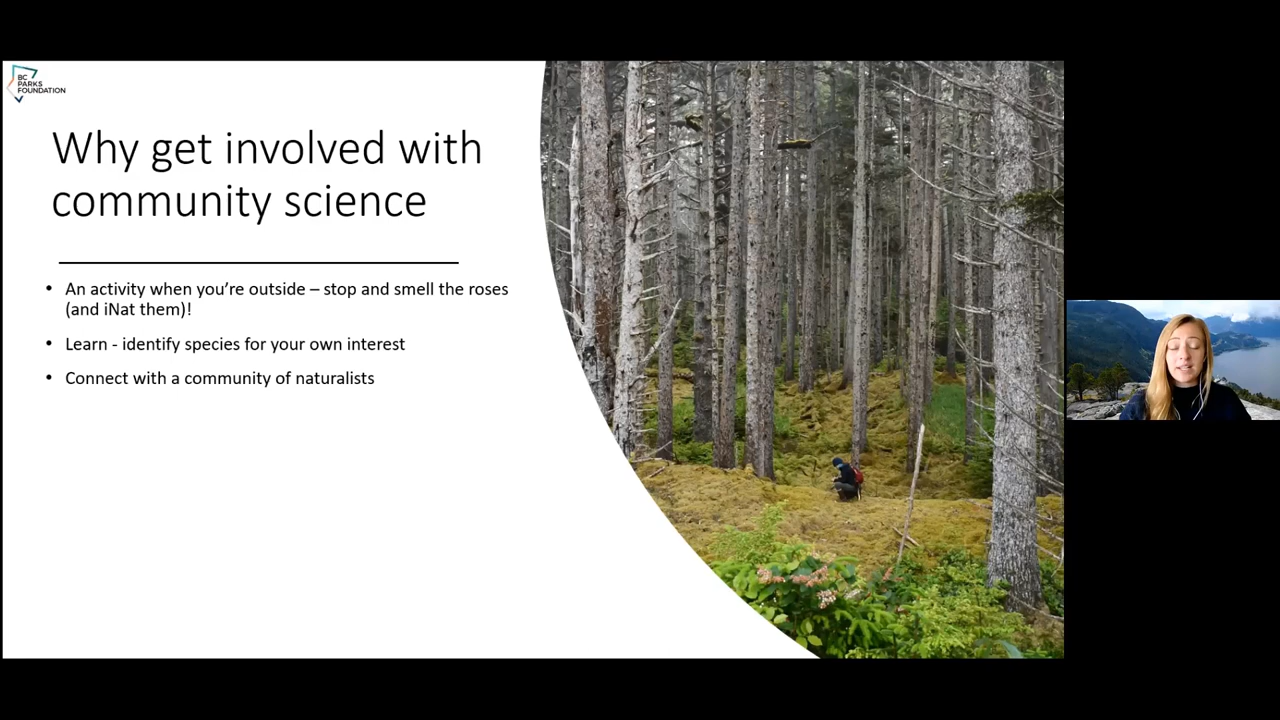 BC
PARKS
FOUNDATION
Why get involved with
community science
• An activity when you’re outside – stop and smell the roses
(and iNat them)!
• Learn - identify species for your own interest
• Connect with a community of naturalists